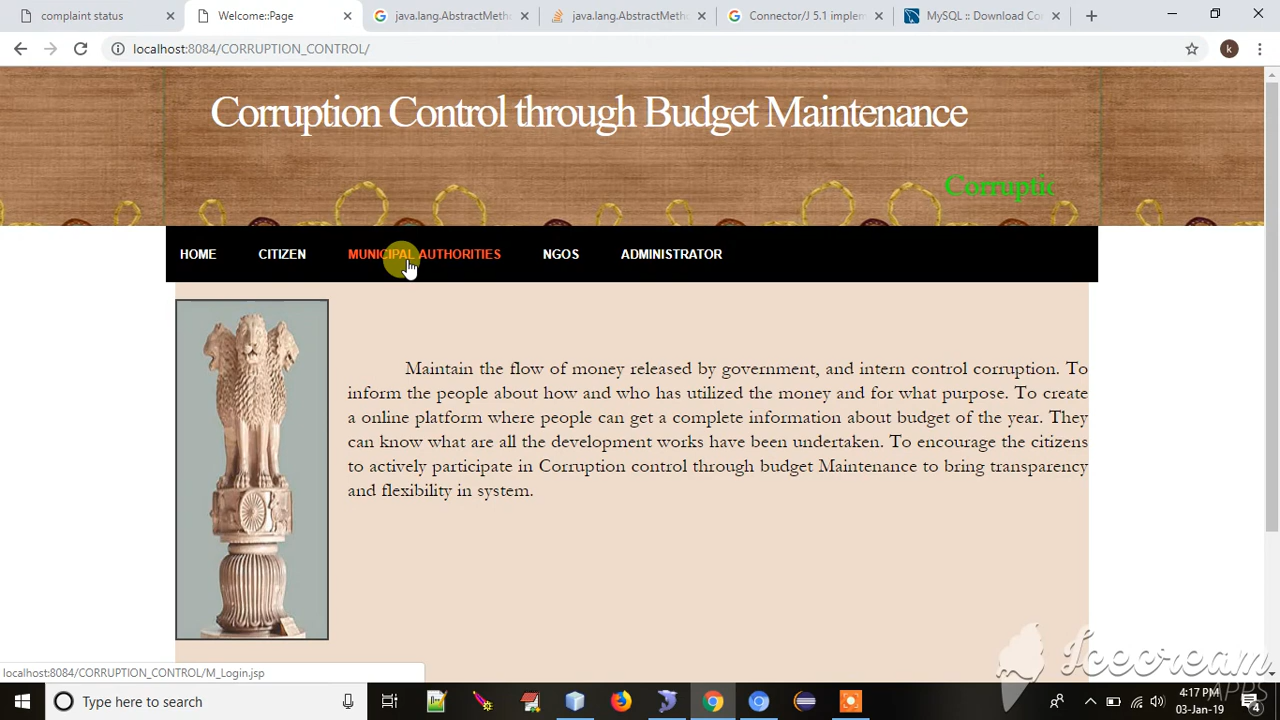 complaint status
Welcome::Page
java.lang.AbstractMetho
java.lang.AbstractMetho
Connector/J 5.1 implem
MySQL :: Download Co
localhost:8084/CORRUPTION_CONTROL/
k
Corruption Control through Budget Maintenance
Corruptio
HOME CITIZEN MUNICIPAL AUTHORITIES NGOS ADMINISTRATOR
Maintain the flow of money released by government, and intern control corruption. To
inform the people about how and who has utilized the money and for what purpose. To create
a online platform where people can get a complete information about budget of the year. They
can know what are all the development works have been undertaken. To encourage the citizens
to actively participate in Corruption control through budget Maintenance to bring transparency
and flexibility in system.
localhost:8084/CORRUPTION_CONTROL/M_Login.jsp
Icecream
APPS
Type here to search
4:17 PM
03-Jan-19
4